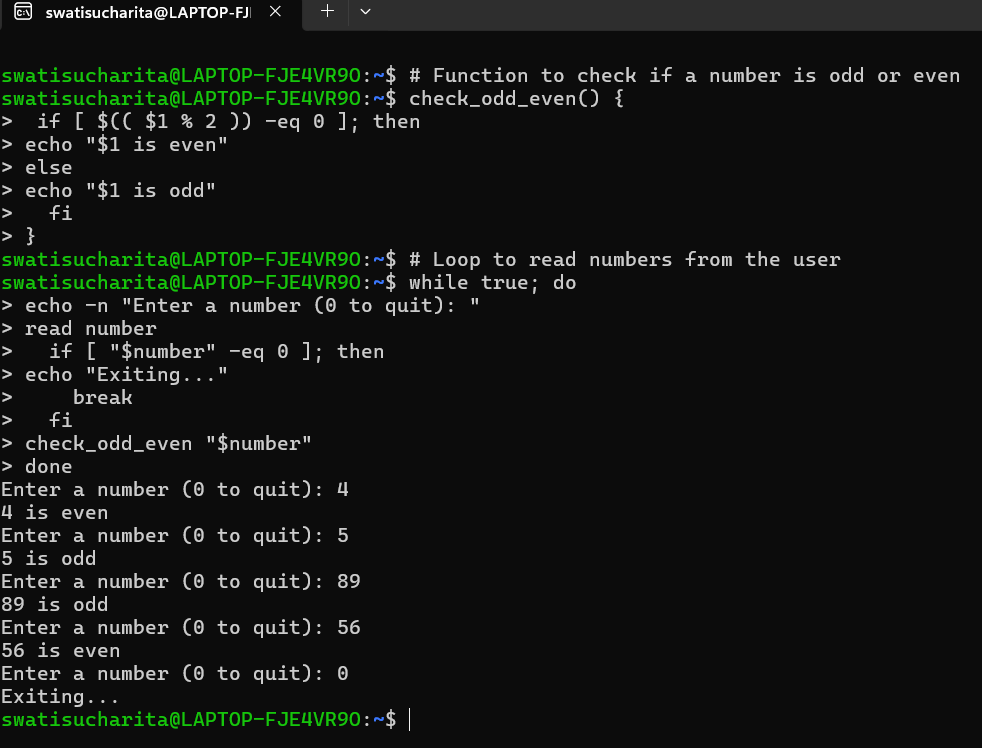 swatisucharita@LAPTOP-FJ
swatisucharita@LAPTOP-FJE4VR9O:~$ # Function to check if a number is odd or even
swatisucharita@LAPTOP-FJE4VR9O:~$ check_odd_even() {
>  if [ $(( $1 % 2 )) -eq 0 ]; then
> echo "$1 is even"
> else
> echo "$1 is odd"
>   fi
> }
swatisucharita@LAPTOP-FJE4VR9O:~$ # Loop to read numbers from the user
swatisucharita@LAPTOP-FJE4VR9O:~$ while true; do
> echo -n "Enter a number (0 to quit): "
> read number
>   if [ "$number" -eq 0 ]; then
> echo "Exiting..."
>     break
>   fi
> check_odd_even "$number"
> done
Enter a number (0 to quit): 4
4 is even
Enter a number (0 to quit): 5
5 is odd
Enter a number (0 to quit): 89
89 is odd
Enter a number (0 to quit): 56
56 is even
Enter a number (0 to quit): 0
Exiting...
swatisucharita@LAPTOP-FJE4VR9O:~$